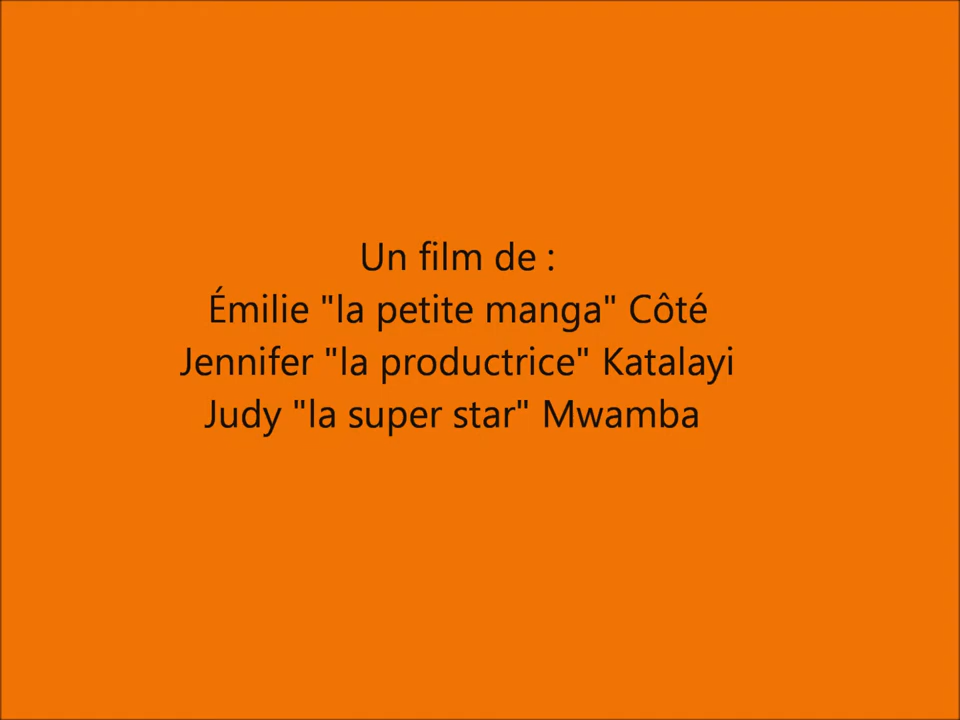 Un film de :
Émilie "la petite manga" Côté
Jennifer "la productrice" Katalayi
Judy "la super star" Mwamba